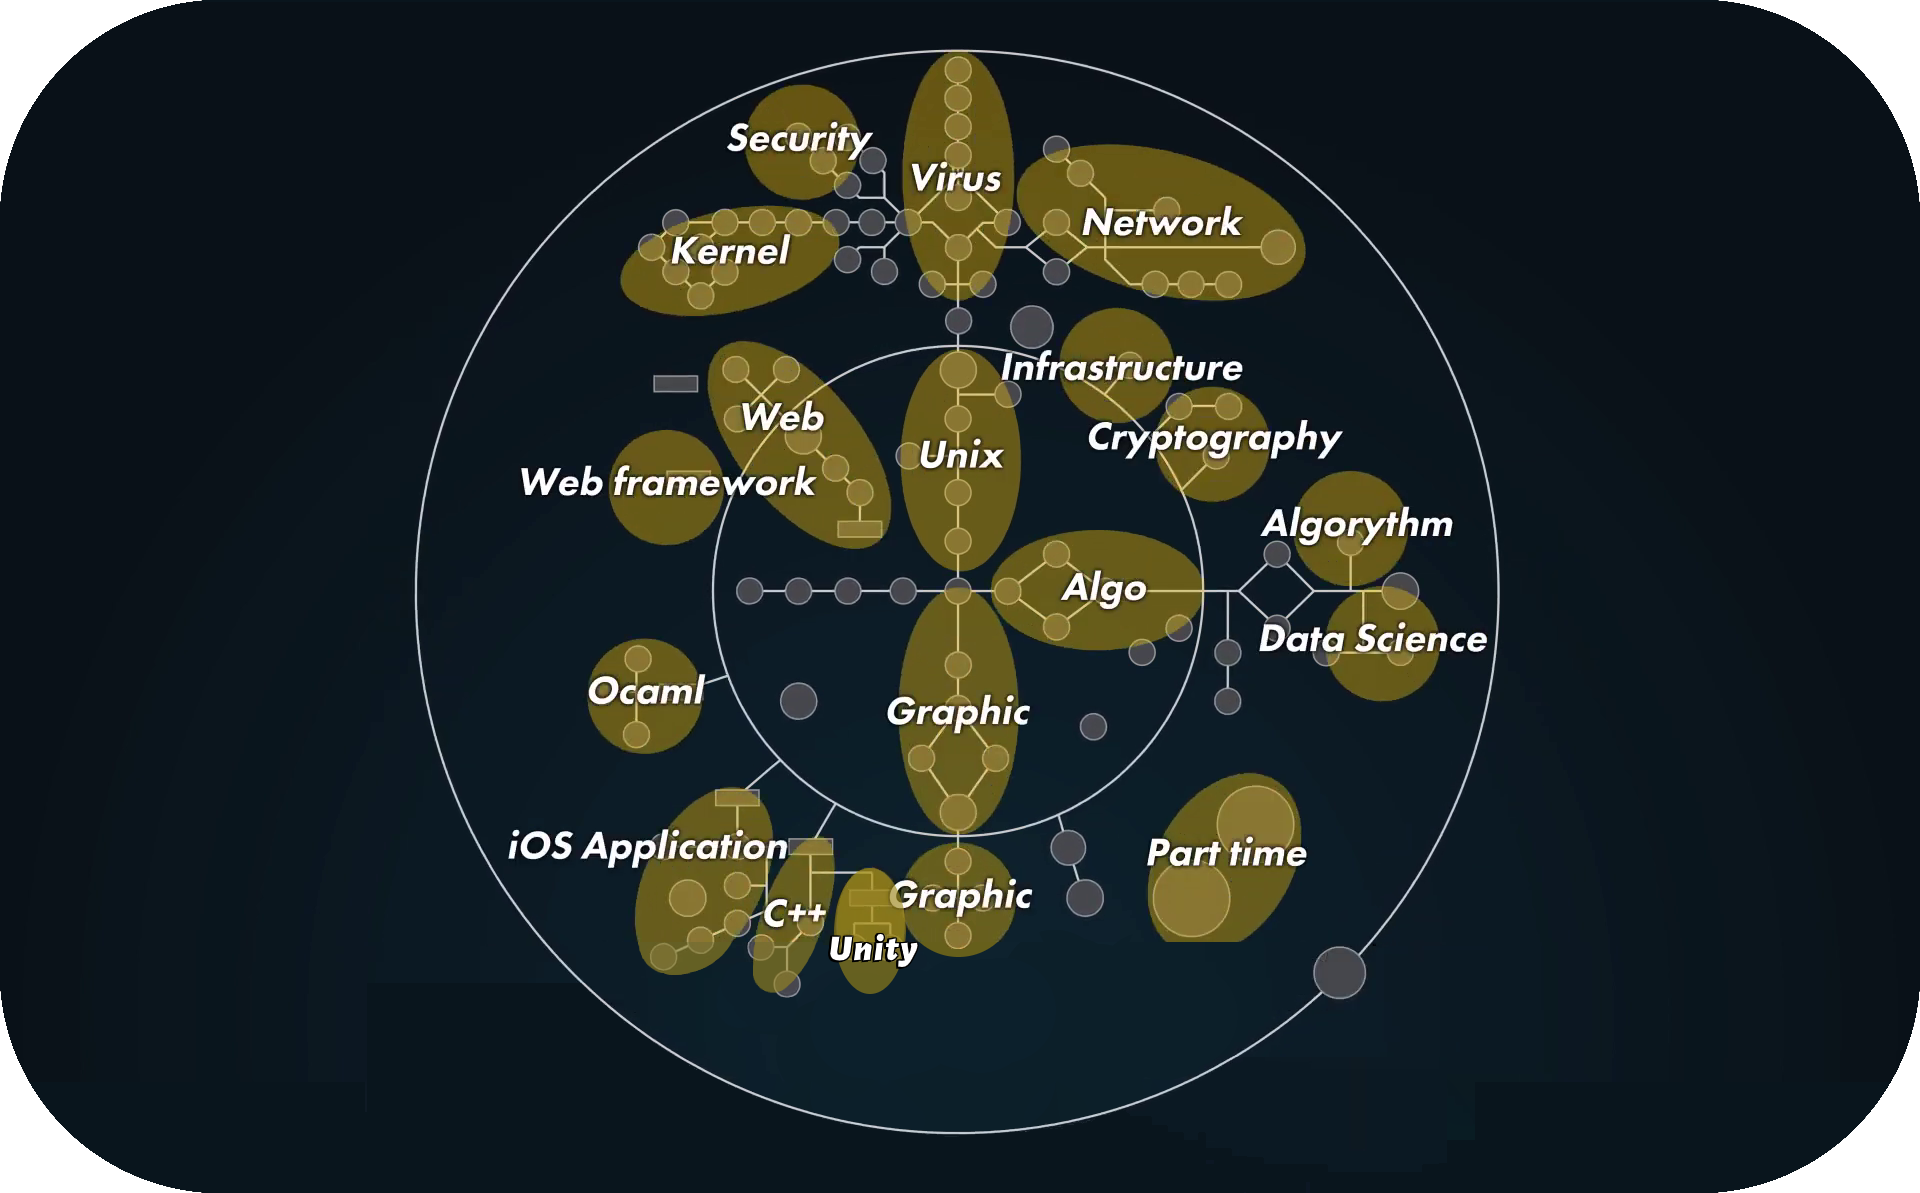 Security
Virus
Network
Kernel
Infrastructure
Web
Cryptography
Unix
Web framework
Algorythm
Algo
Data Science
Ocaml
Graphic
iOS Application
Part time
Graphic
C++
Unity